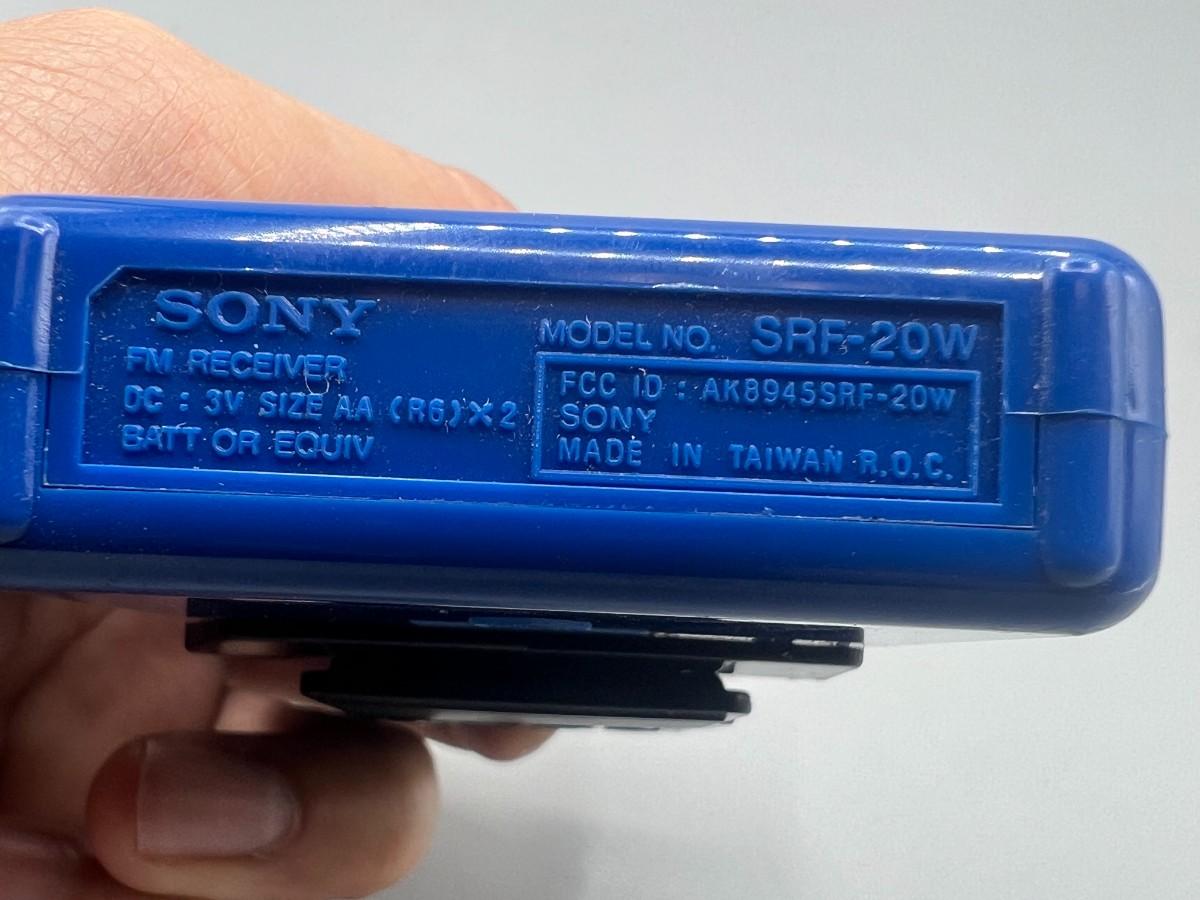 SONY
FM RECEIVER
DC : 3V SIZE AA (R6)×2
BATT OR EQUIV
MODEL NO. SRF-20W
FCC ID : AK8945SRF-20W
SONY
MADE IN TAIWAN R.O.C.